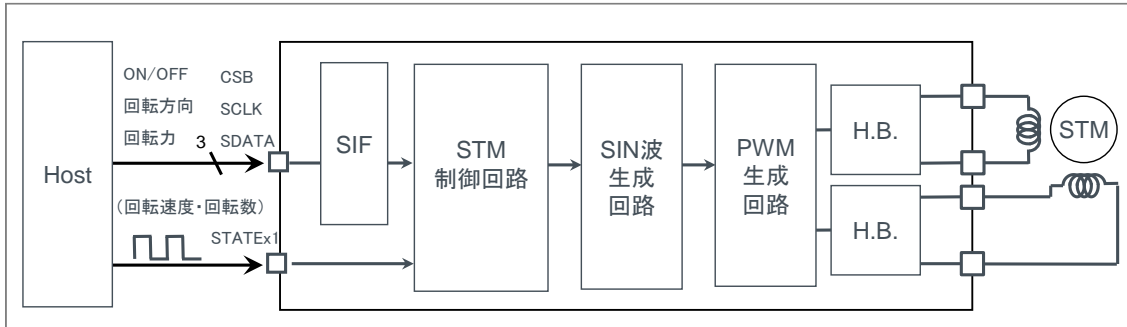 Host
ON/OFF
回転方向
回転力
CSB
SCLK
3
SDATA
(回転速度・回転数)
STATEx1
SIF
STM
制御回路
SIN波
生成
回路
PWM
生成
回路
H.B.
H.B.
STM